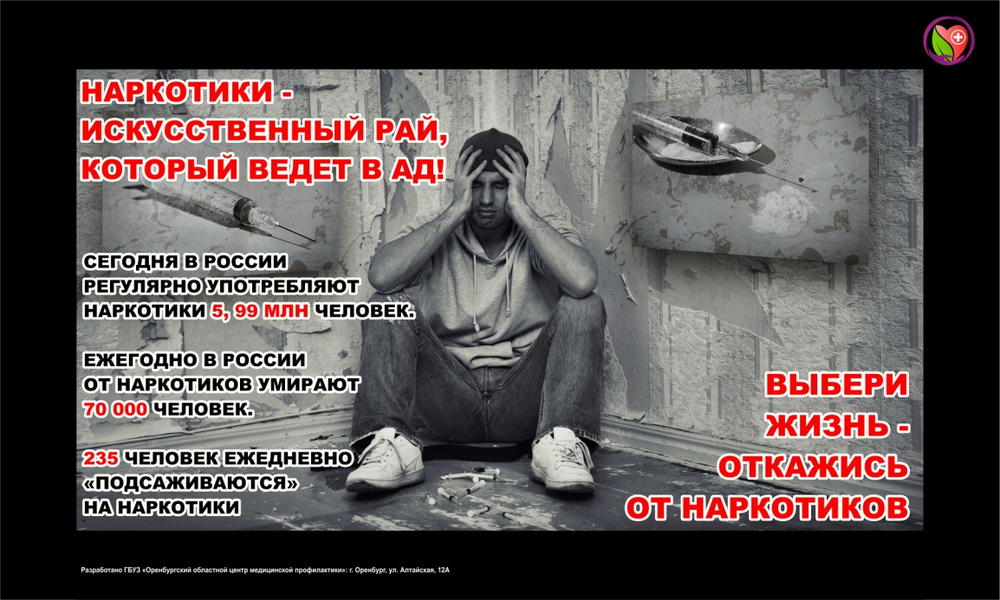 НАРКОТИКИ -
ИСКУССТВЕННЫЙ РАЙ,
КОТОРЫЙ ВЕДЕТ В АД!
СЕГОДНЯ В РОССИИ
РЕГУЛЯРНО УПОТРЕБЛЯЮТ
НАРКОТИКИ 5, 99 МЛН ЧЕЛОВЕК.
ЕЖЕГОДНО В РОССИИ
ОТ НАРКОТИКОВ УМИРАЮТ
70 000 ЧЕЛОВЕК.
235 ЧЕЛОВЕК ЕЖЕДНЕВНО
«ПОДСАЖИВАЮТСЯ»
НА НАРКОТИКИ
ВЫБЕРИ
ЖИЗНЬ -
ОТКАЖИСЬ
ОТ НАРКОТИКОВ
Разработано ГБУЗ «Оренбургский областной центр медицинской профилактики»: г. Оренбург, ул. Алтайская, 12А